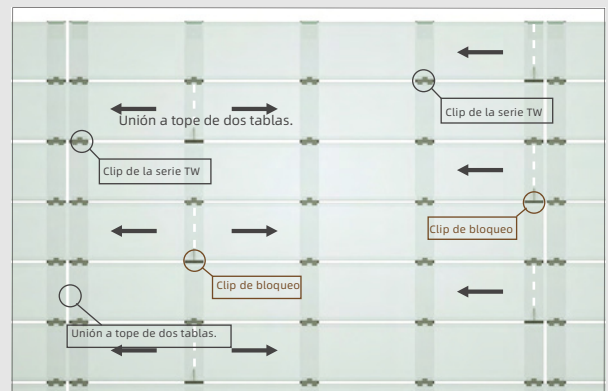 Clip de la serie TW
Unión a tope de dos tablas.
Clip de la serie TW
Clip de bloqueo
Clip de bloqueo
Unión a tope de dos tablas.